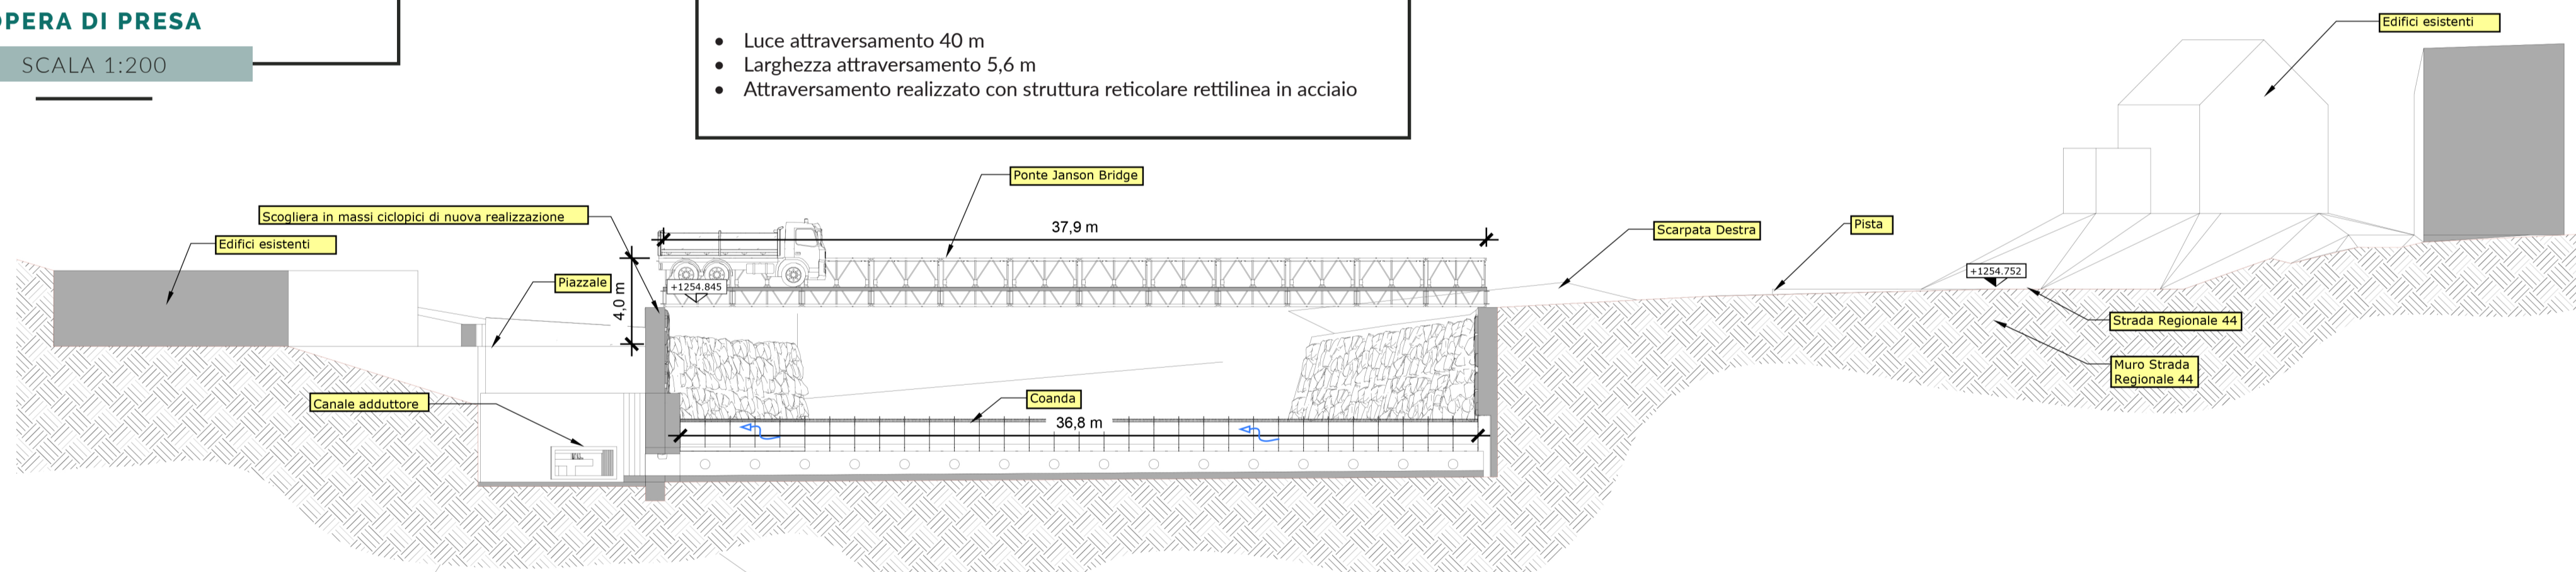 OPERA DI PRESA
SCALA 1:200
• Luce attraversamento 40 m
• Larghezza attraversamento 5,6 m
• Attraversamento realizzato con struttura reticolare rettilinea in acciaio
Edifici esistenti
Ponte Janson Bridge
Scogliera in massi ciclopici di nuova realizzazione
37,9 m
Scarpata Destra
Pista
Edifici esistenti
+1254.752
Piazzale
+1254.845
4,0 m
Strada Regionale 44
Muro Strada
Regionale 44
Canale adduttore
Coanda
36,8 m